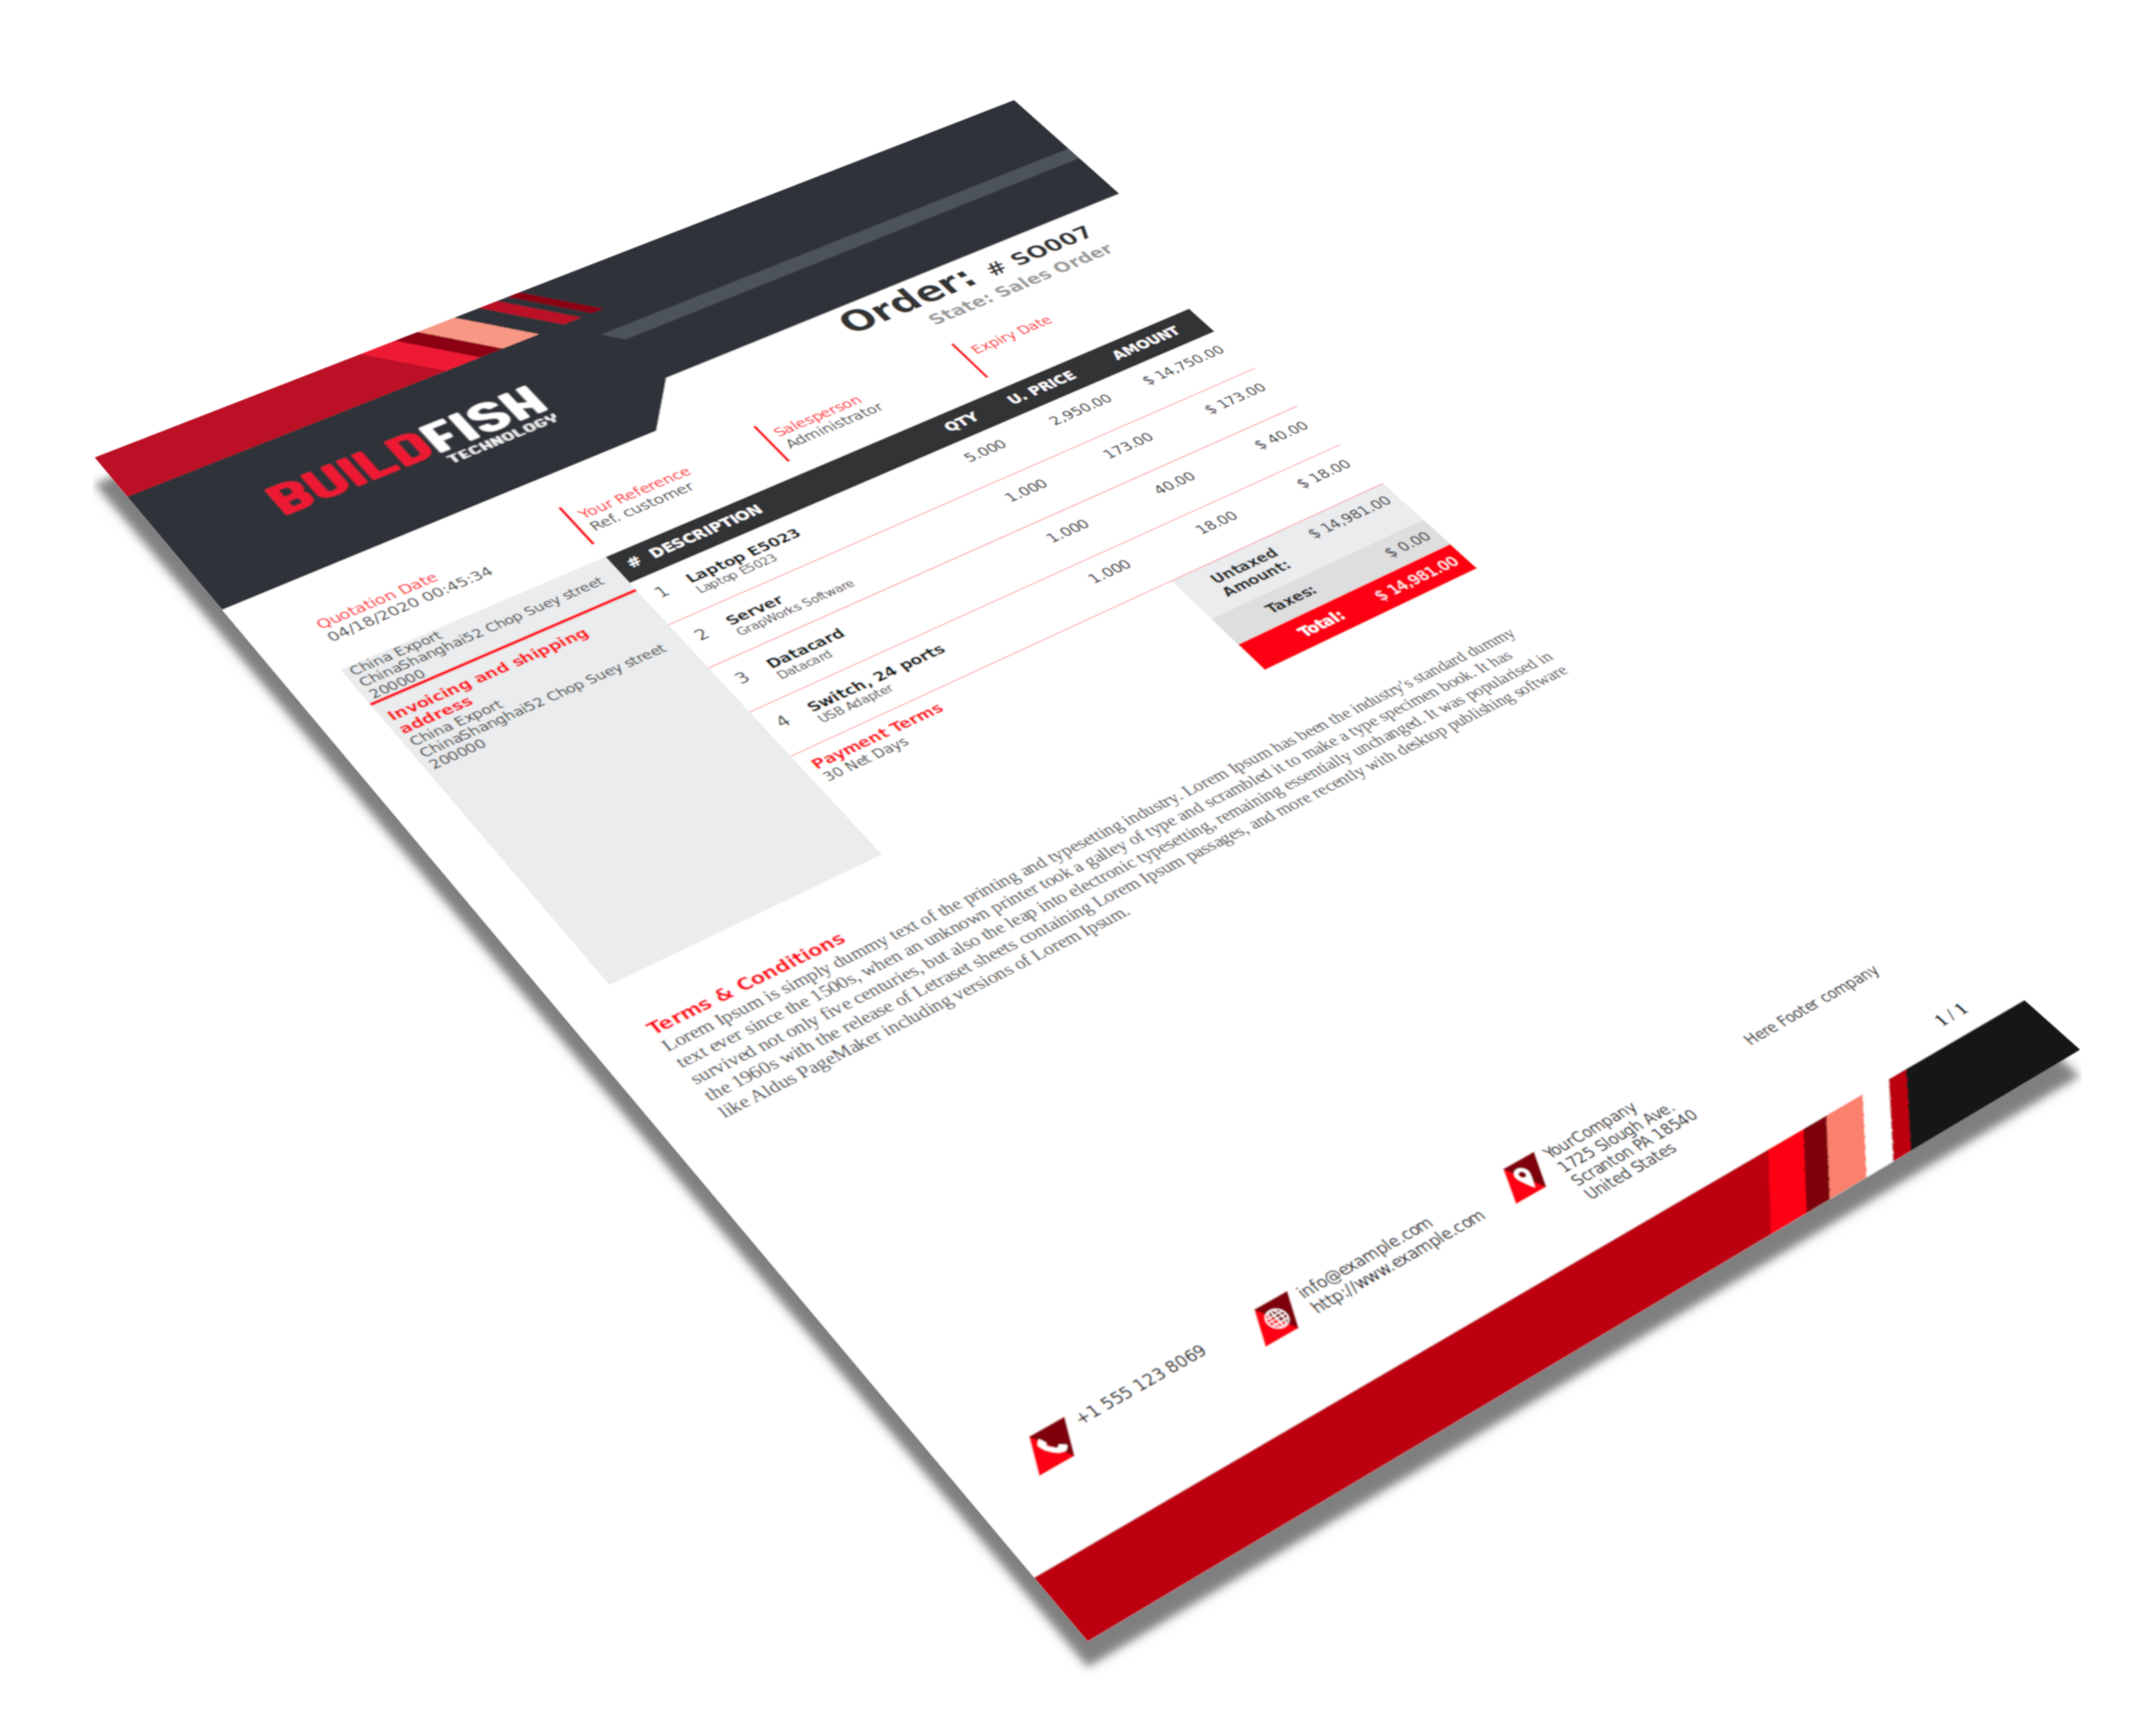 BUILDFISH
TECHNOLOGY
Order: # SO007
State: Sales Order
Quotation Date
04/18/2020 00:45:34
Your Reference
Ref. customer
Salesperson
Administrator
Expiry Date
China Export
ChinaShanghai52 Chop Suey street
200000
Invoicing and shipping
address
China Export
ChinaShanghai52 Chop Suey street
200000
# DESCRIPTION QTY U. PRICE AMOUNT
1 Laptop E5023 5.000 2,950.00 $ 14,750.00
Laptop E5023
2 Server 1.000 173.00 $ 173.00
GrapWorks Software
3 Datacard 1.000 40.00 $ 40.00
Datacard
4 Switch, 24 ports 1.000 18.00 $ 18.00
USB Adapter
Untaxed
Amount: $ 14,981.00
Taxes: $ 0.00
Total: $ 14,981.00
Payment Terms
30 Net Days
Terms & Conditions
Lorem Ipsum is simply dummy text of the printing and typesetting industry. Lorem Ipsum has been the industry's standard dummy
text ever since the 1500s, when an unknown printer took a galley of type and scrambled it to make a type specimen book. It has
survived not only five centuries, but also the leap into electronic typesetting, remaining essentially unchanged. It was popularised in
the 1960s with the release of Letraset sheets containing Lorem Ipsum passages, and more recently with desktop publishing software
like Aldus PageMaker including versions of Lorem Ipsum.
+1 555 123 8069
info@example.com
http://www.example.com
YourCompany
1725 Slough Ave.
Scranton PA 18540
United States
Here Footer company
1 / 1